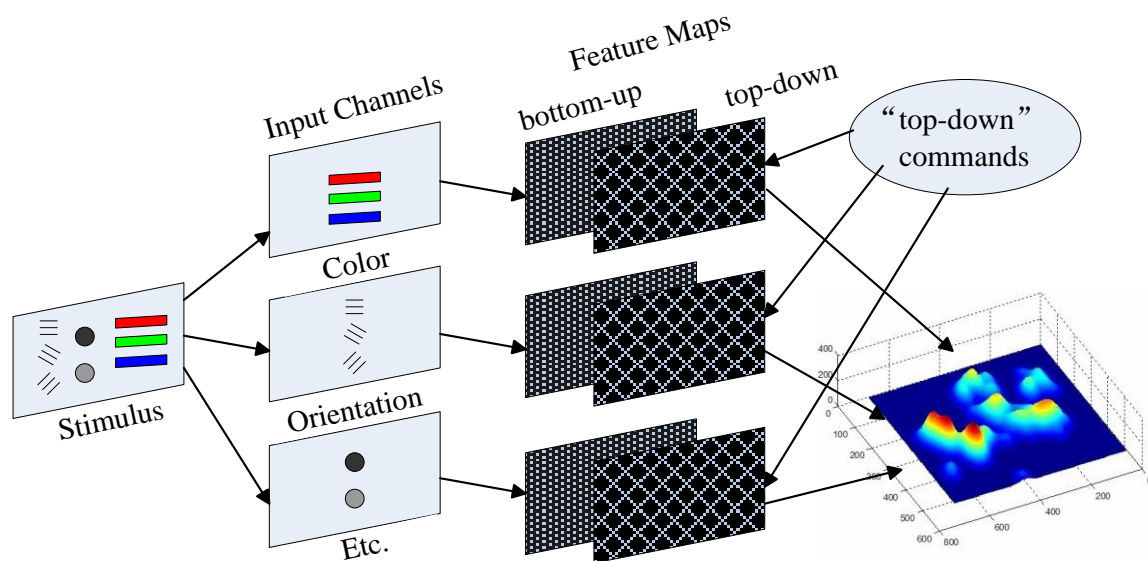 Feature Maps
Input Channels
bottom-up
top-down
“top-down”
commands
Color
Stimulus
Orientation
Etc.
400
200
0
0
100
200
300
400
500
600
800
600
400
200